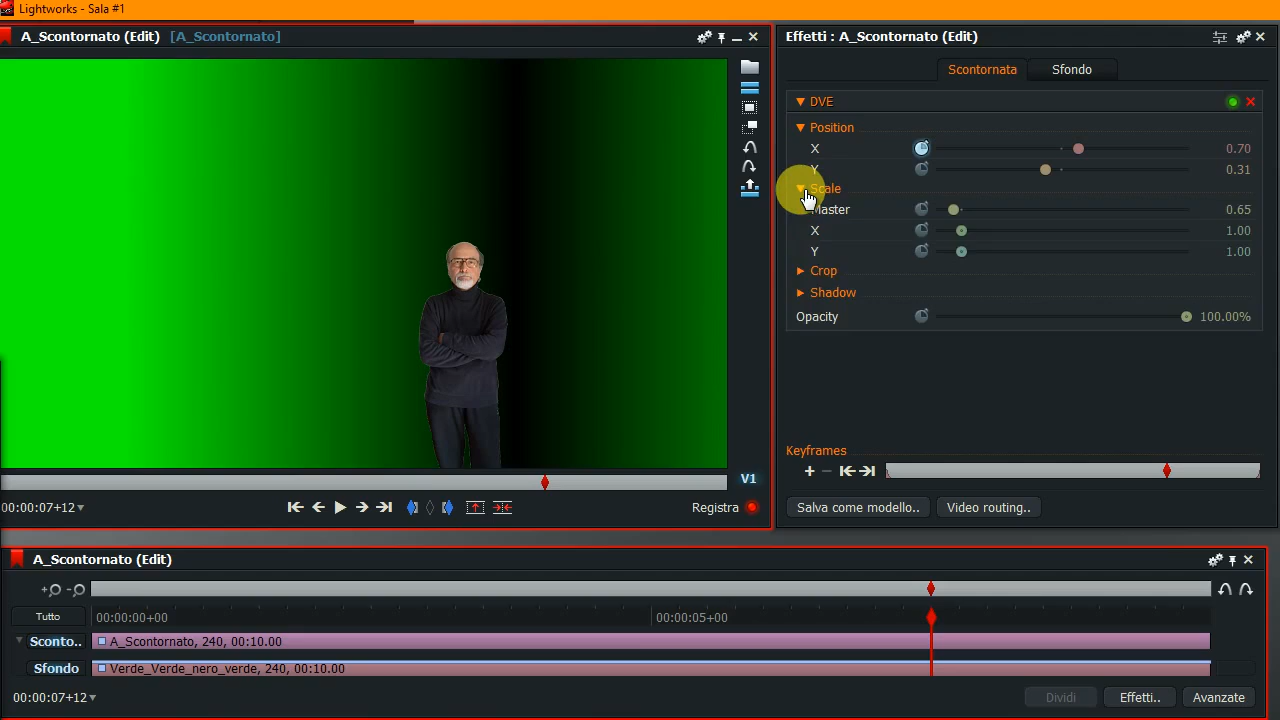 Lightworks - Sala #1
A_Scontornato (Edit) [A_Scontornato]
Effetti : A_Scontornato (Edit)
Scontornata Sfondo
DVE
Position
X 0.70
Y 0.31
Scale
Master 0.65
X 1.00
Y 1.00
Crop
Shadow
Opacity 100.00%
Keyframes
V1
00:00:07+12
Registra
Salva come modello.. Video routing..
A_Scontornato (Edit)
Tutto 00:00:00+00 00:00:05+00
Sconto.. A_Scontornato, 240, 00:10.00
Sfondo Verde_Verde_nero_verde, 240, 00:10.00
00:00:07+12 Dividi Effetti.. Avanzate